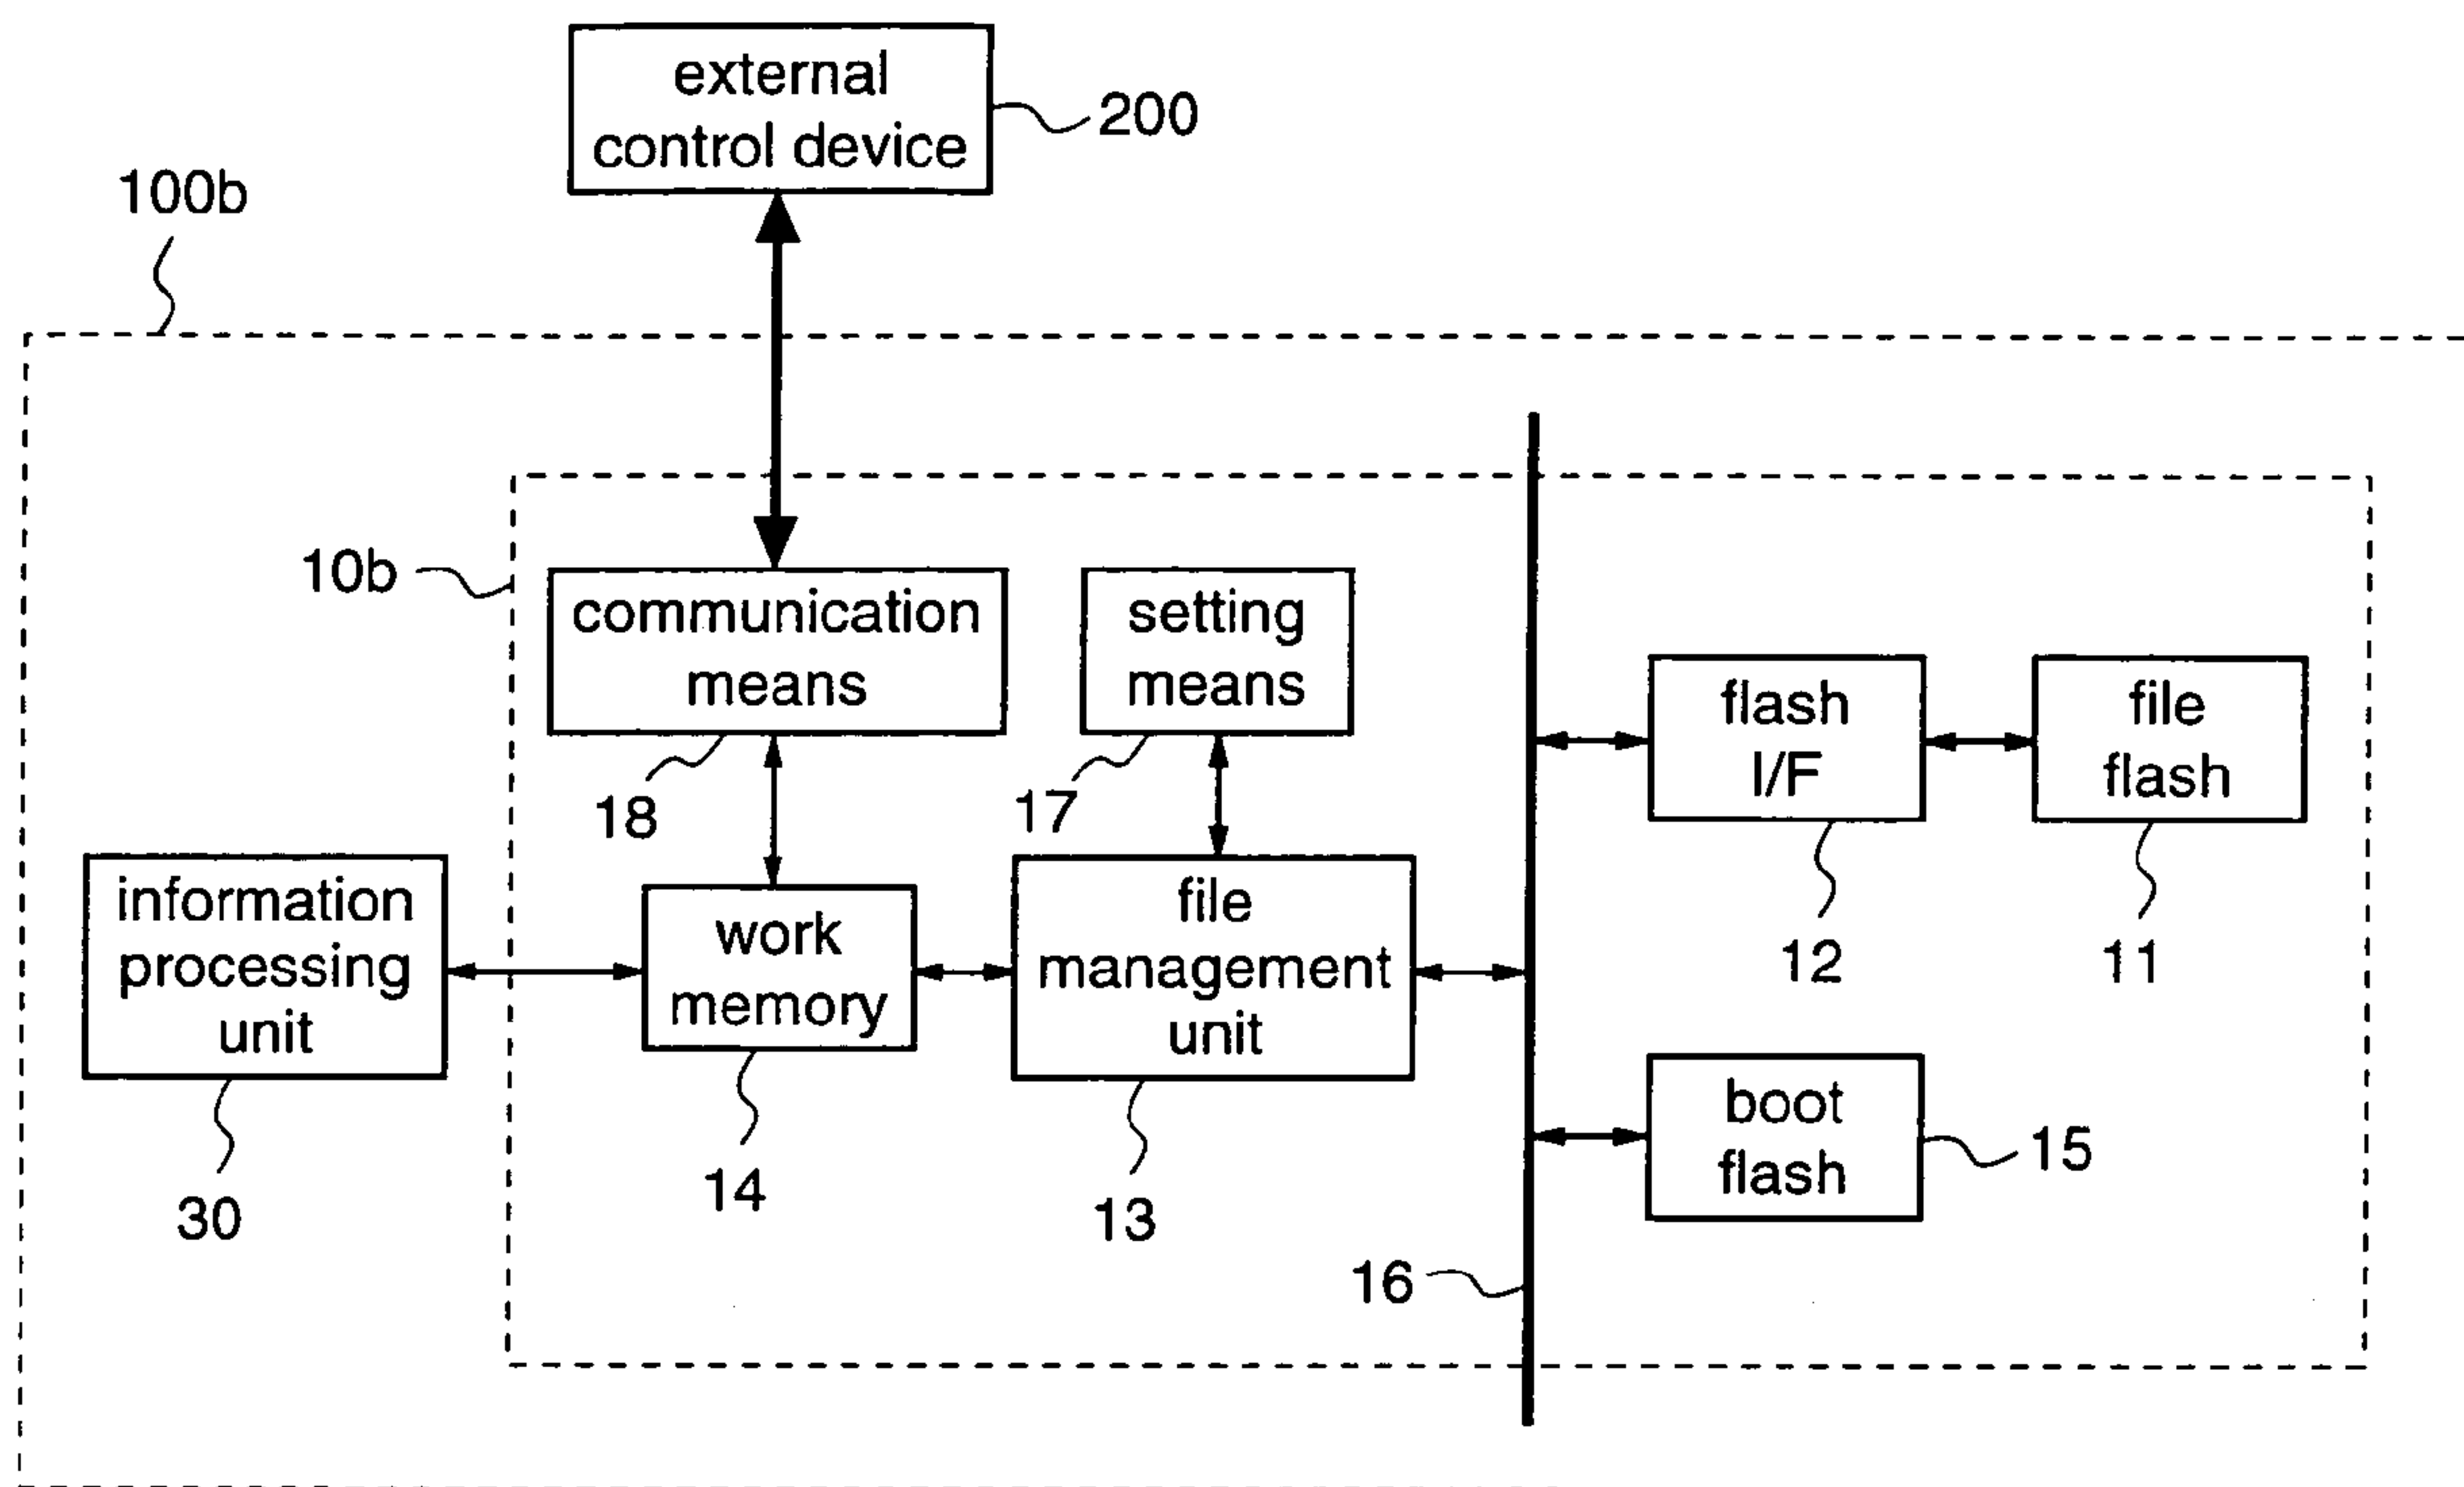 external
control device
200
100b
10b
communication
means
18
setting
means
17
flash
I/F
12
file
flash
11
information
processing
unit
30
work
memory
14
file
management
unit
13
boot
flash
15
16